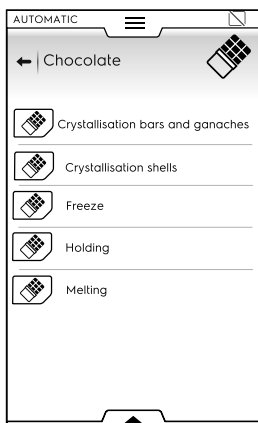 AUTOMATIC
Chocolate
Crystallisation bars and ganaches
Crystallisation shells
Freeze
Holding
Melting